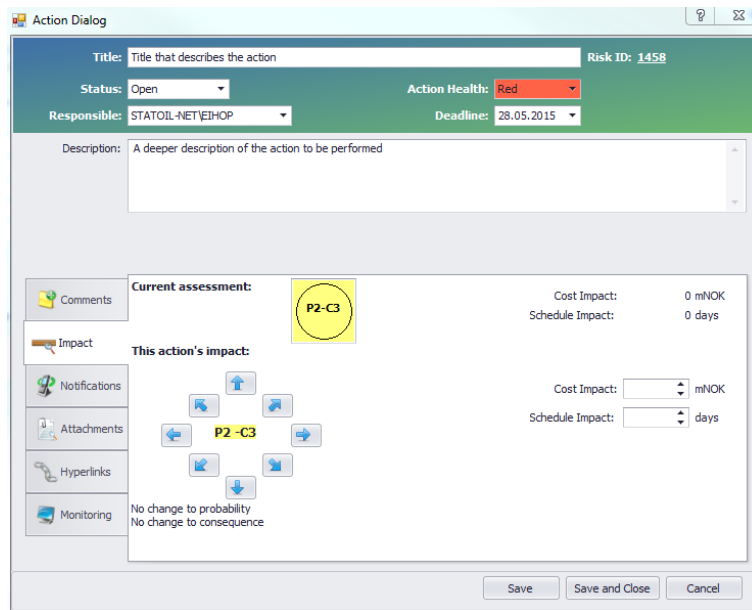 Action Dialog
Title: Title that describes the action Risk ID: 1458
Status: Open Action Health: Red
Responsible: STATOIL-NET\EIHOP Deadline: 28.05.2015
Description: A deeper description of the action to be performed
Comments
Impact
Notifications
Attachments
Hyperlinks
Monitoring
Current assessment: P2-C3 Cost Impact: 0 mNOK
Schedule Impact: 0 days
This action's impact:
Cost Impact: mNOK
Schedule Impact: days
P2 -C3
No change to probability
No change to consequence
Save Save and Close Cancel